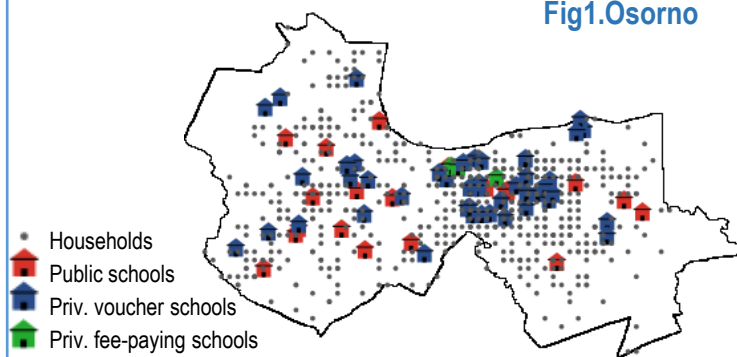 Fig1.Osorno
Households
Public schools
Priv. voucher schools
Priv. fee-paying schools